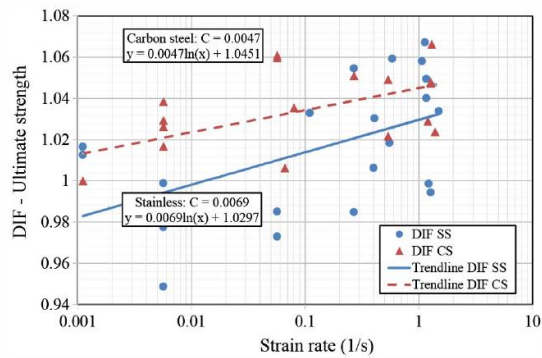 1.08
Carbon steel: C = 0.0047
y = 0.0047ln(x) + 1.0451
1.06
1.04
1.02
1
0.98
0.96
0.94
DIF - Ultimate strength
Stainless: C = 0.0069
y = 0.0069ln(x) + 1.0297
DIF SS
DIF CS
Trendline DIF SS
Trendline DIF CS
0.001
0.01
0.1
1
10
Strain rate (1/s)